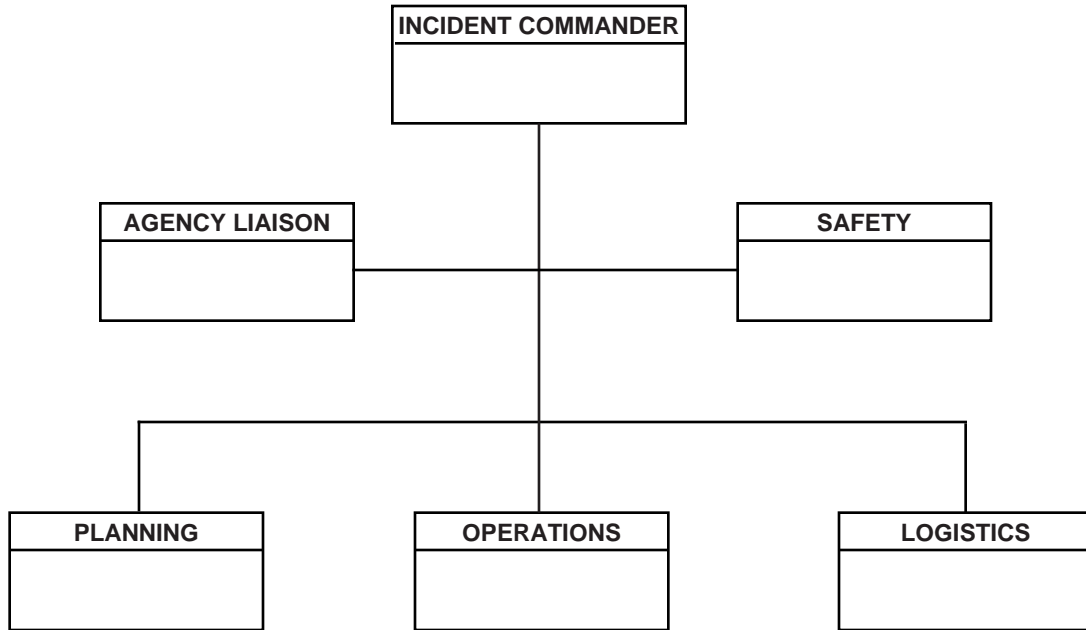 INCIDENT COMMANDER
AGENCY LIAISON
SAFETY
PLANNING
OPERATIONS
LOGISTICS